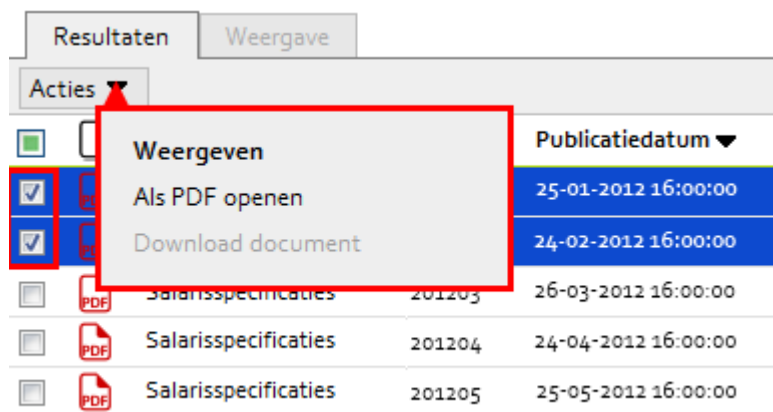 Resultaten Weergave
Acties
Weergeven
Als PDF openen
Download document
Publicatiedatum
25-01-2012 16:00:00
24-02-2012 16:00:00
PDF Salarisspecificaties 201203 26-03-2012 16:00:00
PDF Salarisspecificaties 201204 24-04-2012 16:00:00
PDF Salarisspecificaties 201205 25-05-2012 16:00:00